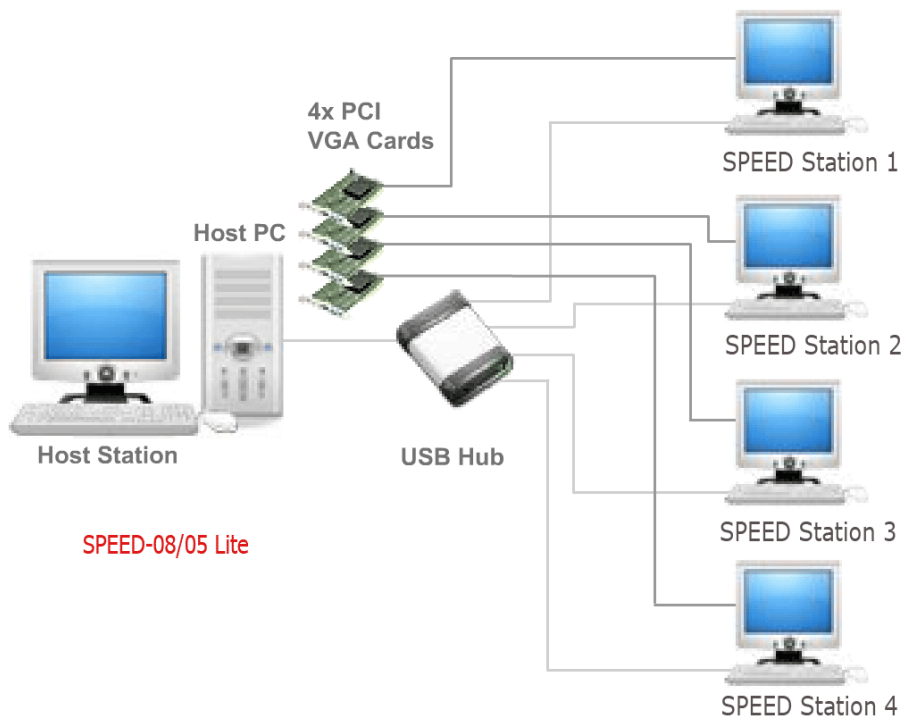 4x PCI
VGA Cards
SPEED Station 1
Host PC
SPEED Station 2
Host Station
USB Hub
SPEED Station 3
SPEED-08/05 Lite
SPEED Station 4